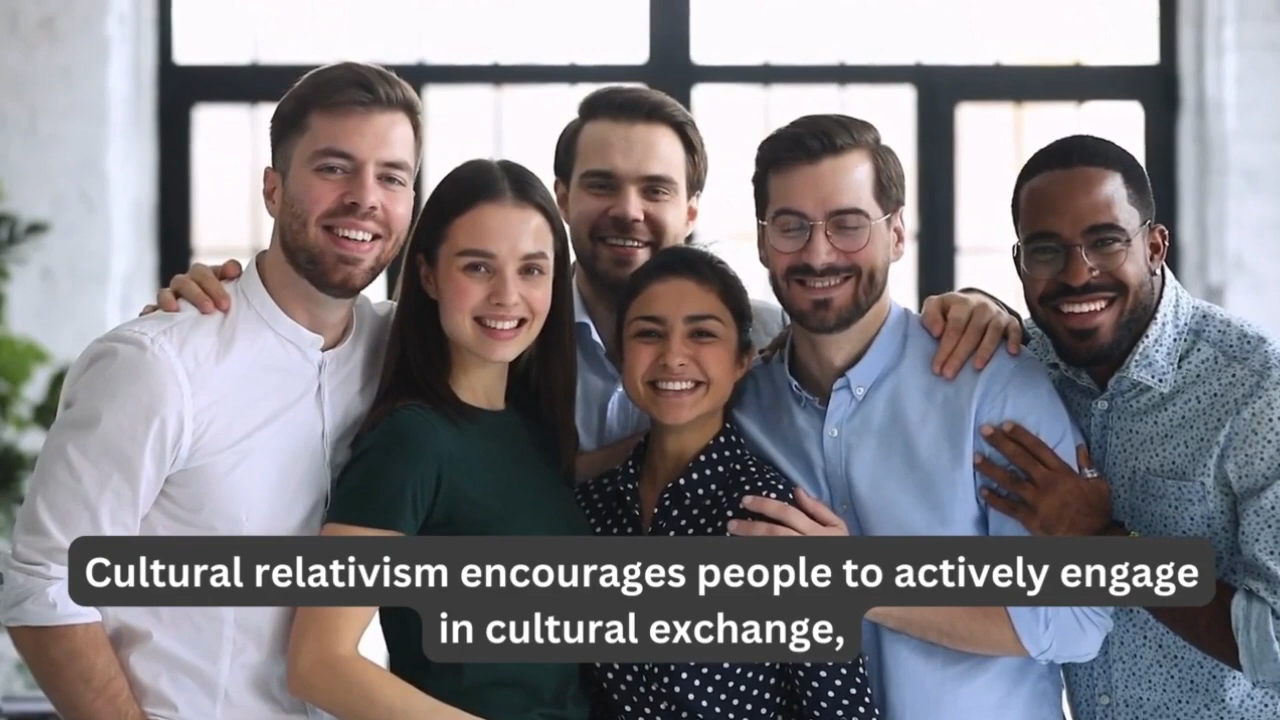 Cultural relativism encourages people to actively engage
in cultural exchange,